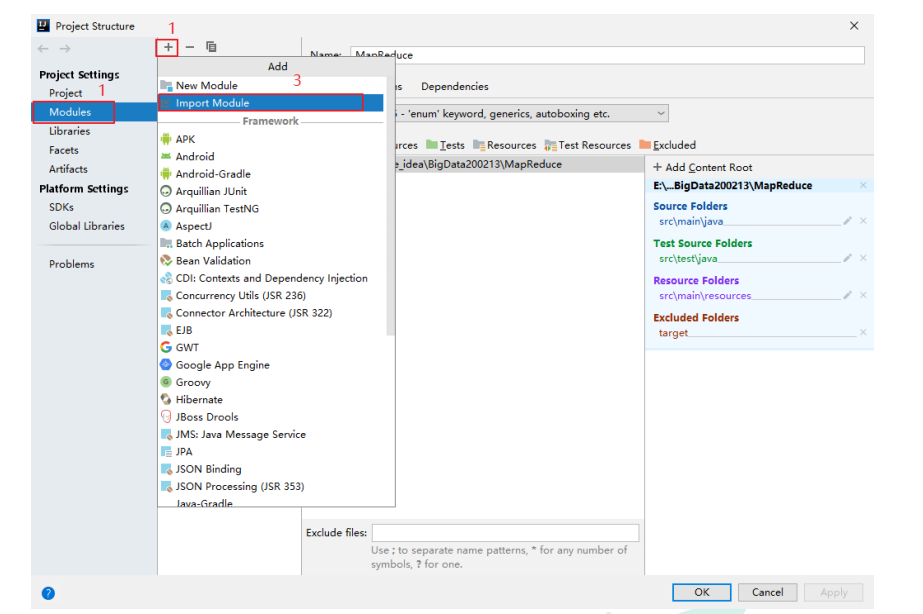 Project Structure
1
Name: MapReduce
Add
Project Settings
New Module
3
Dependencies
Project
1
Import Module
Modules
Framework
- 'enum' keyword, generics, autoboxing etc.
Libraries
APK
Facets
Android
Tests Resources Test Resources Excluded
Artifacts
Android-Gradle
e_idea\BigData200213\MapReduce
+ Add Content Root
Platform Settings
Arquillian JUnit
E:\...BigData200213\MapReduce
SDKs
Arquillian TestNG
Source Folders
Global Libraries
AspectJ
src\main\java
Batch Applications
Test Source Folders
Problems
Bean Validation
src\test\java
CDI: Contexts and Dependency Injection
Resource Folders
Concurrency Utils (JSR 236)
src\main\resources
Connector Architecture (JSR 322)
Excluded Folders
EJB
target
GWT
Google App Engine
Groovy
Hibernate
JBoss Drools
JMS: Java Message Service
JPA
JSON Binding
JSON Processing (JSR 353)
Java-Gradle
Exclude files:
Use ; to separate name patterns, * for any number of
symbols, ? for one.
OK Cancel Apply